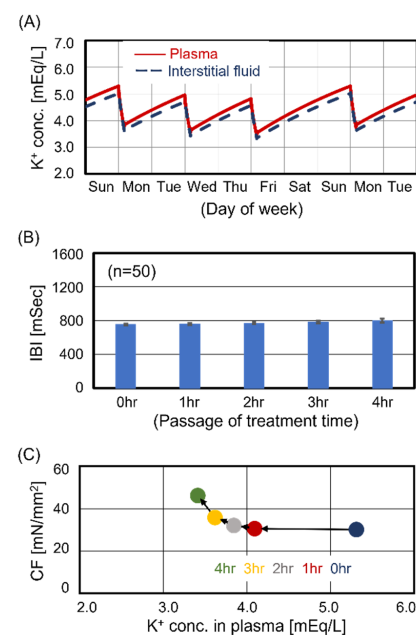 (A)
K⁺ conc. [mEq/L]
7.0
6.0
5.0
4.0
3.0
2.0
Plasma
Interstitial fluid
Sun Mon Tue Wed Thu Fri Sat Sun Mon Tue
(Day of week)
(B)
IBI [mSec]
1600
1200
800
400
0
(n=50)
0hr 1hr 2hr 3hr 4hr
(Passage of treatment time)
(C)
CF [mN/mm²]
60
40
20
0
4hr 3hr 2hr 1hr 0hr
2.0 3.0 4.0 5.0 6.0
K⁺ conc. in plasma [mEq/L]